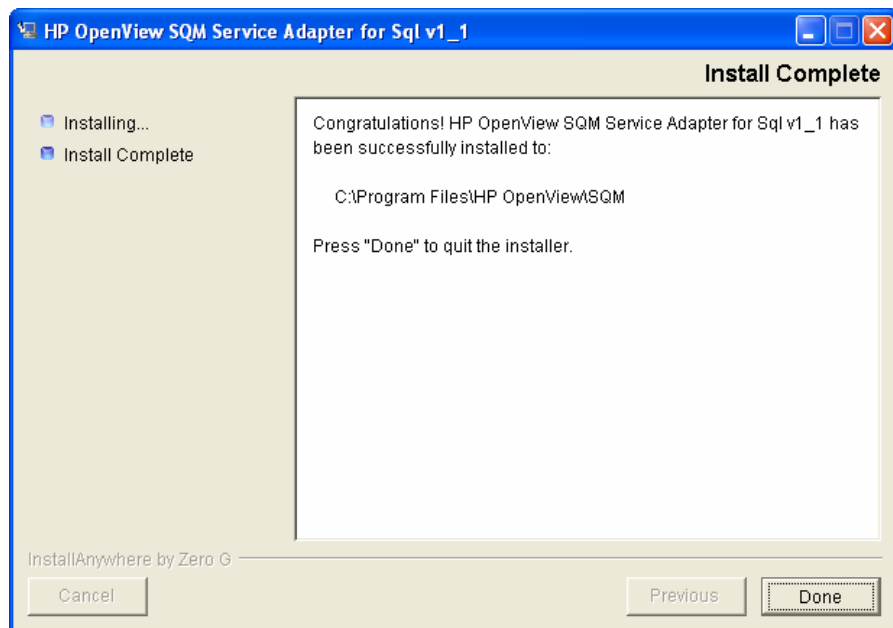 HP OpenView SQM Service Adapter for Sql v1_1
Install Complete
Installing...
Install Complete
Congratulations! HP OpenView SQM Service Adapter for Sql v1_1 has
been successfully installed to:
C:\Program Files\HP OpenView\SQM
Press "Done" to quit the installer.
InstallAnywhere by Zero G
Cancel
Previous
Done